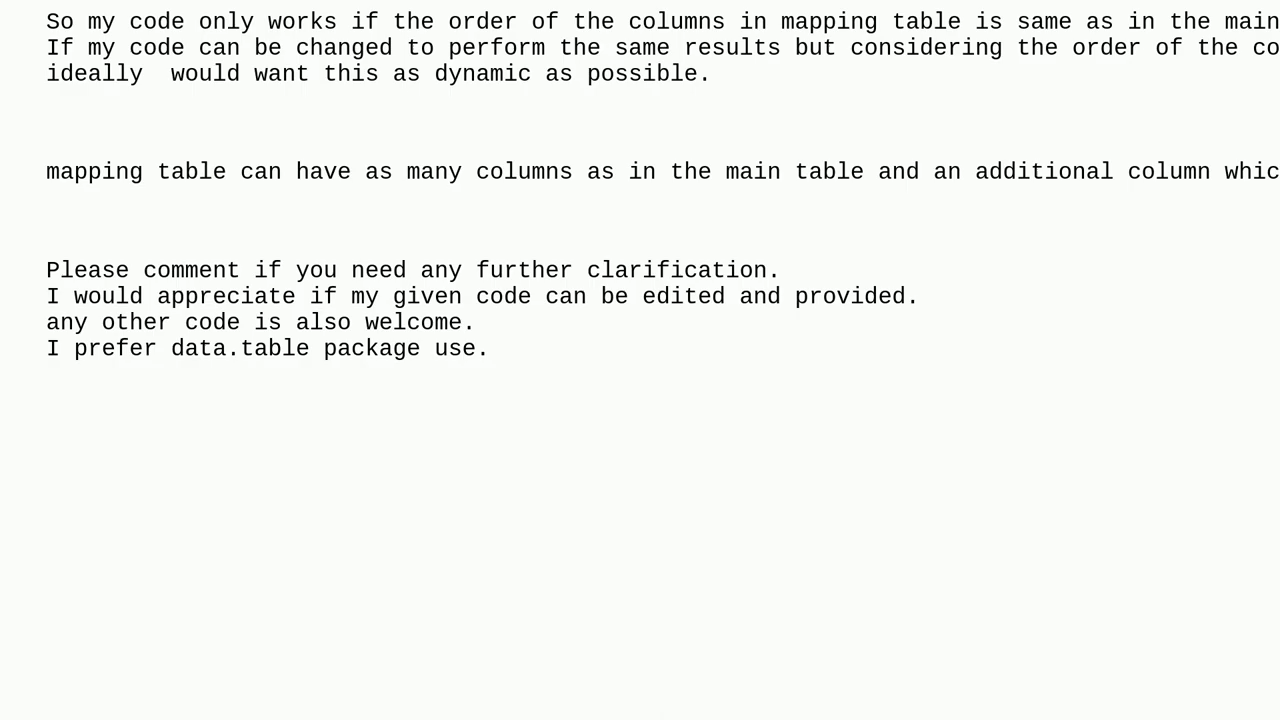 So my code only works if the order of the columns in mapping table is same as in the main
If my code can be changed to perform the same results but considering the order of the co
ideally  would want this as dynamic as possible.
mapping table can have as many columns as in the main table and an additional column whic
Please comment if you need any further clarification.
I would appreciate if my given code can be edited and provided.
any other code is also welcome.
I prefer data.table package use.